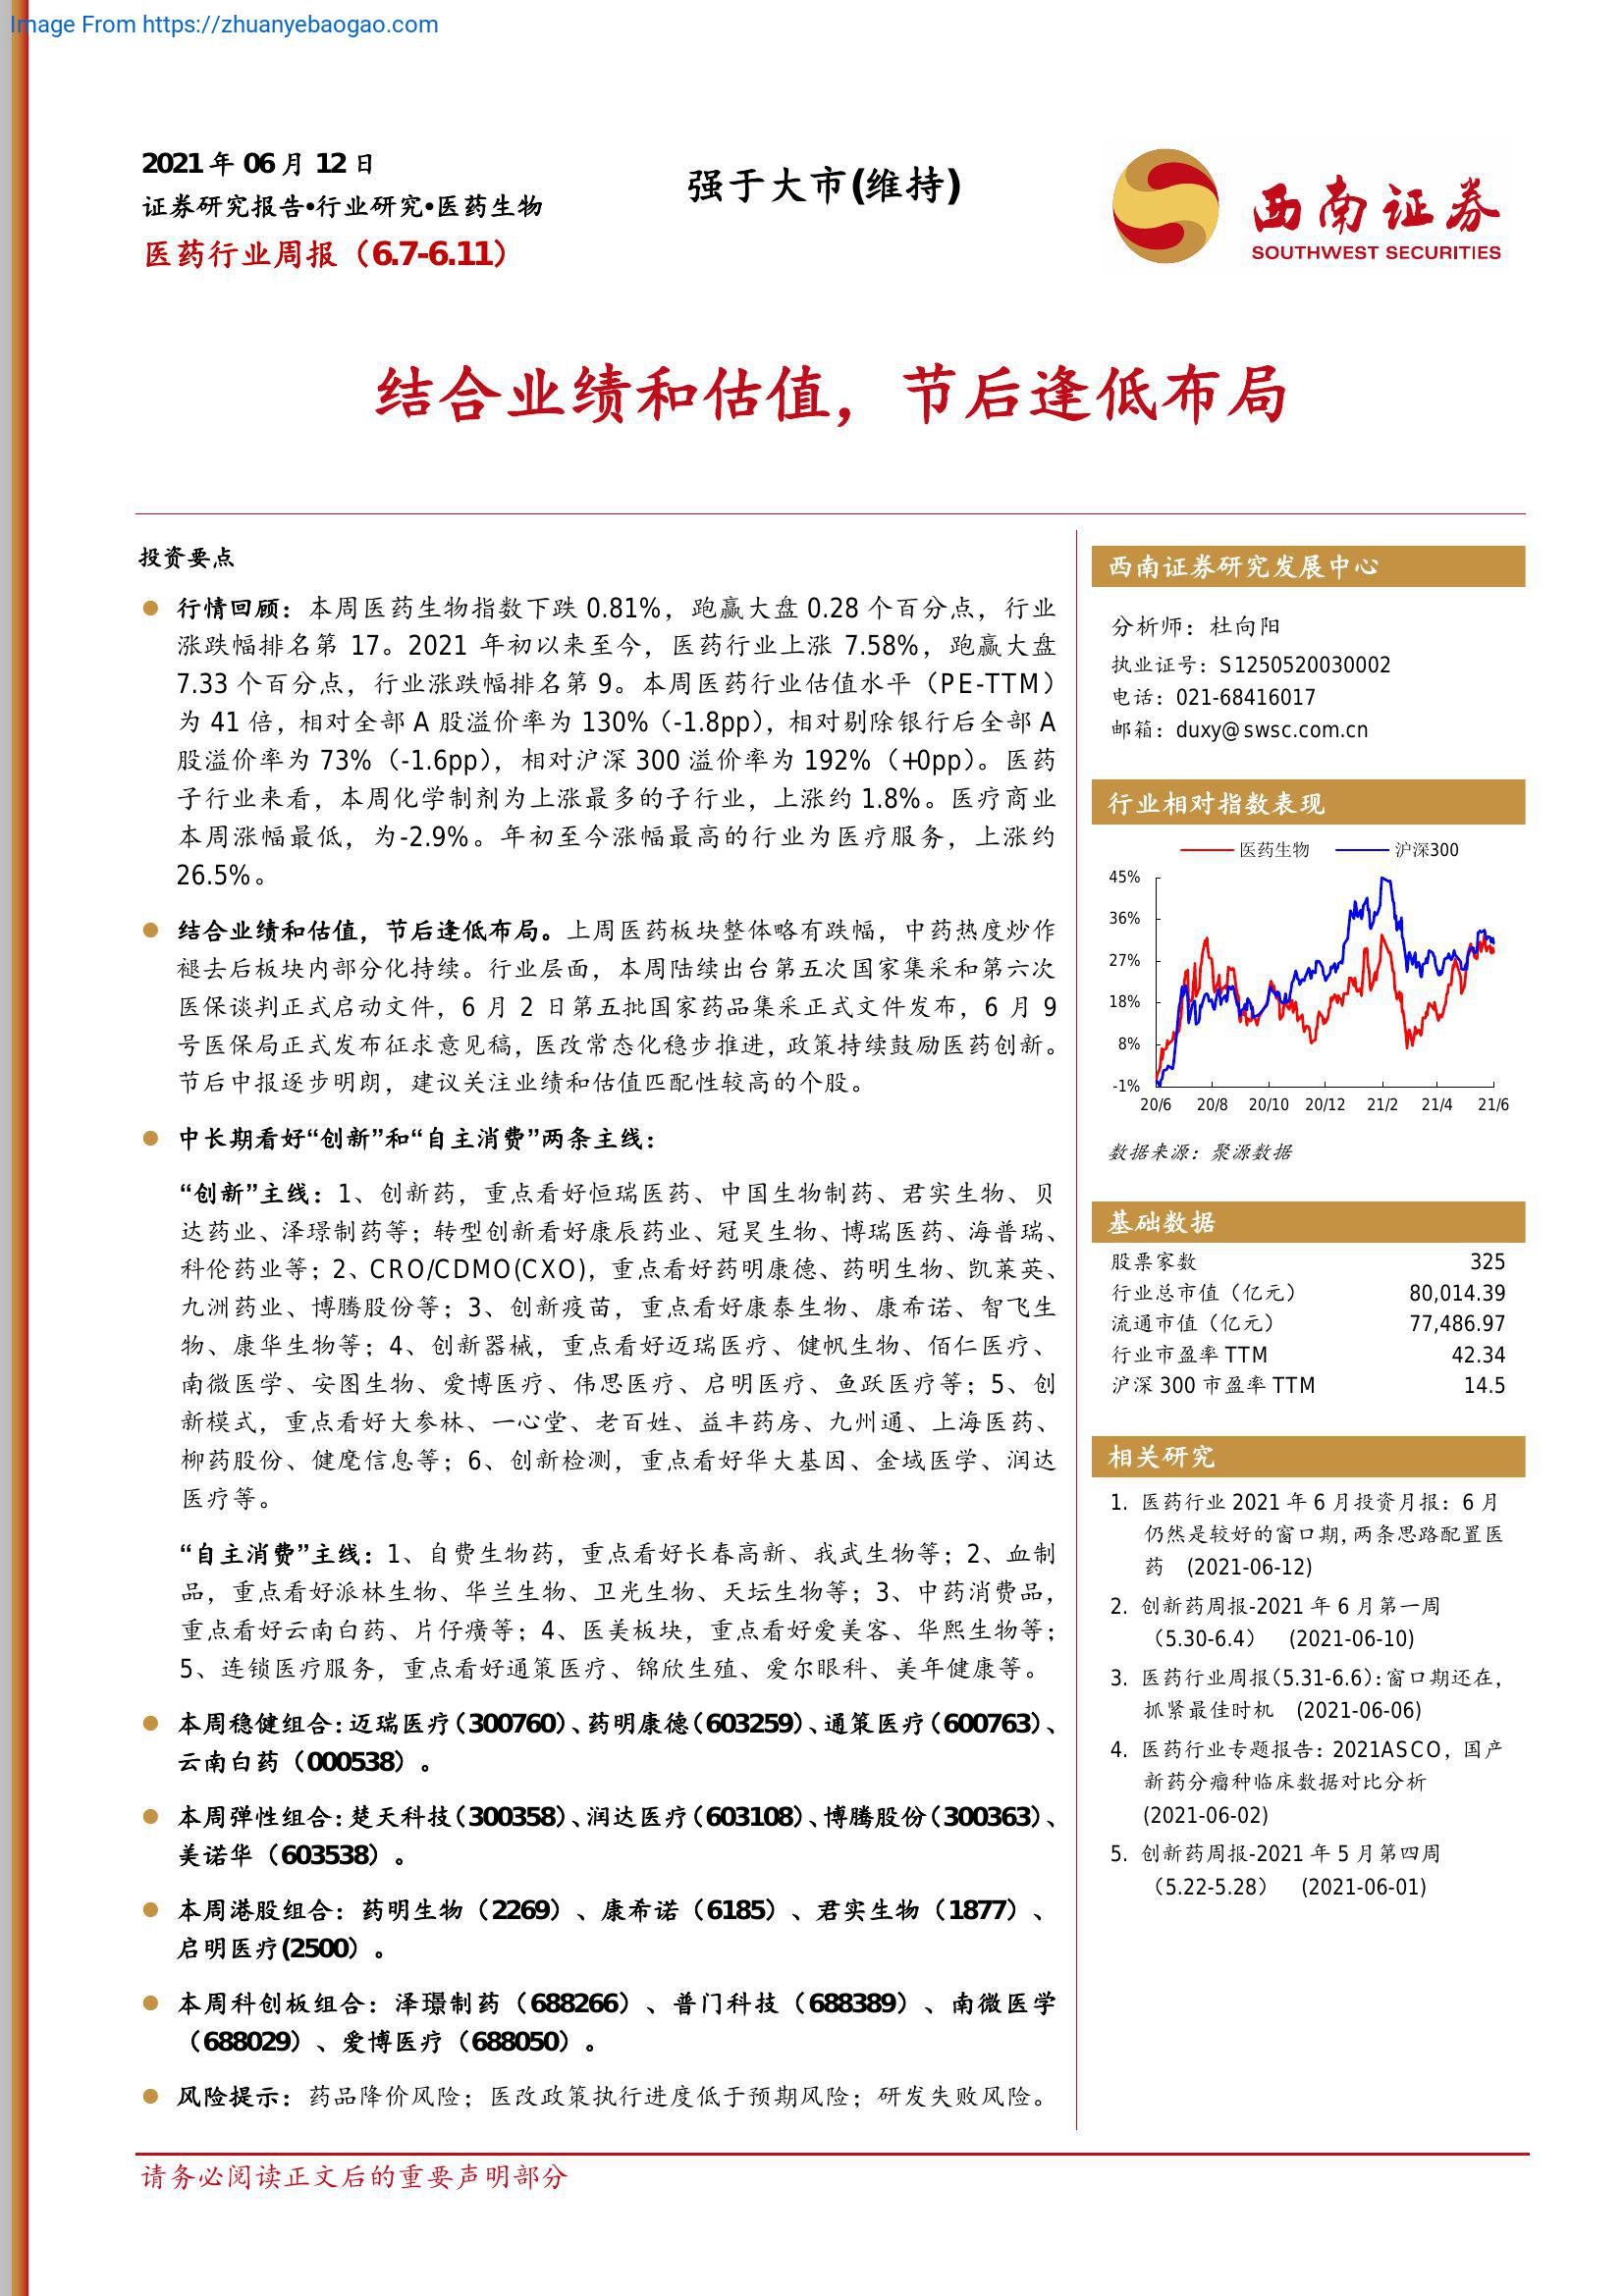 Image From https://zhuanyebaogao.com
2021 年 06 月 12 日
证券研究报告•行业研究•医药生物
医药行业周报（6.7-6.11）
强于大市(维持)
西南证券
SOUTHWEST SECURITIES
结合业绩和估值，节后逢低布局
投资要点
行情回顾：本周医药生物指数下跌 0.81%，跑赢大盘 0.28 个百分点，行业
涨跌幅排名第 17。2021 年初以来至今，医药行业上涨 7.58%，跑赢大盘
7.33 个百分点，行业涨跌幅排名第 9。本周医药行业估值水平（PE-TTM）
为 41 倍，相对全部 A 股溢价率为 130%（-1.8pp），相对剔除银行后全部 A
股溢价率为 73%（-1.6pp），相对沪深 300 溢价率为 192%（+0pp）。医药
子行业来看，本周化学制剂为上涨最多的子行业，上涨约 1.8%。医疗商业
本周涨幅最低，为-2.9%。年初至今涨幅最高的行业为医疗服务，上涨约
26.5%。
结合业绩和估值，节后逢低布局。上周医药板块整体略有跌幅，中药热度炒作
褪去后板块内部分化持续。行业层面，本周陆续出台第五次国家集采和第六次
医保谈判正式启动文件，6 月 2 日第五批国家药品集采正式文件发布，6 月 9
号医保局正式发布征求意见稿，医改常态化稳步推进，政策持续鼓励医药创新。
节后中报逐步明朗，建议关注业绩和估值匹配性较高的个股。
中长期看好“创新”和“自主消费”两条主线：
“创新”主线：1、创新药，重点看好恒瑞医药、中国生物制药、君实生物、贝
达药业、泽璟制药等；转型创新看好康辰药业、冠昊生物、博瑞医药、海普瑞、
科伦药业等；2、CRO/CDMO(CXO)，重点看好药明康德、药明生物、凯莱英、
九洲药业、博腾股份等；3、创新疫苗，重点看好康泰生物、康希诺、智飞生
物、康华生物等；4、创新器械，重点看好迈瑞医疗、健帆生物、佰仁医疗、
南微医学、安图生物、爱博医疗、伟思医疗、启明医疗、鱼跃医疗等；5、创
新模式，重点看好大参林、一心堂、老百姓、益丰药房、九州通、上海医药、
柳药股份、健麾信息等；6、创新检测，重点看好华大基因、金域医学、润达
医疗等。
“自主消费”主线：1、自费生物药，重点看好长春高新、我武生物等；2、血制
品，重点看好派林生物、华兰生物、卫光生物、天坛生物等；3、中药消费品，
重点看好云南白药、片仔癀等；4、医美板块，重点看好爱美客、华熙生物等；
5、连锁医疗服务，重点看好通策医疗、锦欣生殖、爱尔眼科、美年健康等。
本周稳健组合：迈瑞医疗（300760）、药明康德（603259）、通策医疗（600763）、
云南白药（000538）。
本周弹性组合：楚天科技（300358）、润达医疗（603108）、博腾股份（300363）、
美诺华（603538）。
本周港股组合：药明生物（2269）、康希诺（6185）、君实生物（1877）、
启明医疗(2500）。
本周科创板组合：泽璟制药（688266）、普门科技（688389）、南微医学
（688029）、爱博医疗（688050）。
风险提示：药品降价风险；医改政策执行进度低于预期风险；研发失败风险。
西南证券研究发展中心
分析师：杜向阳
执业证号：S1250520030002
电话：021-68416017
邮箱：duxy@swsc.com.cn
行业相对指数表现
医药生物 沪深300
45%
36%
27%
18%
8%
-1%
20/6 20/8 20/10 20/12 21/2 21/4 21/6
数据来源：聚源数据
基础数据
股票家数 325
行业总市值（亿元） 80,014.39
流通市值（亿元） 77,486.97
行业市盈率 TTM 42.34
沪深 300 市盈率 TTM 14.5
相关研究
1. 医药行业 2021 年 6 月投资月报：6 月
仍然是较好的窗口期，两条思路配置医
药 (2021-06-12)
2. 创新药周报-2021 年 6 月第一周
（5.30-6.4） (2021-06-10)
3. 医药行业周报（5.31-6.6）：窗口期还在，
抓紧最佳时机 (2021-06-06)
4. 医药行业专题报告：2021ASCO，国产
新药分瘤种临床数据对比分析
(2021-06-02)
5. 创新药周报-2021 年 5 月第四周
（5.22-5.28） (2021-06-01)
请务必阅读正文后的重要声明部分